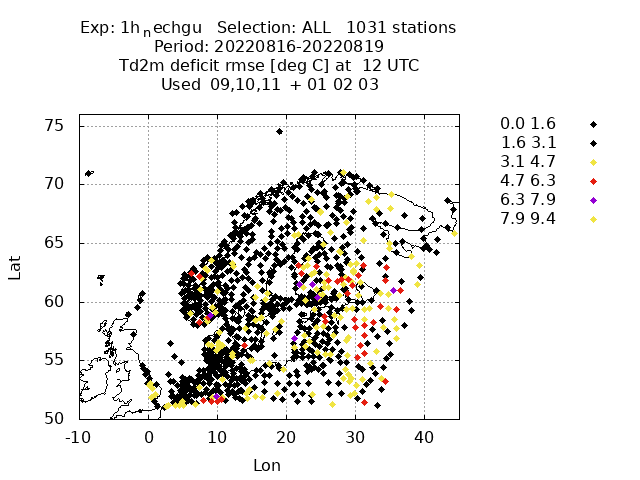 Exp: 1h_nechgu   Selection: ALL   1031 stations
Period: 20220816-20220819
Td2m deficit rmse [deg C] at  12 UTC
Used  09,10,11  + 01 02 03
0.0 1.6
1.6 3.1
3.1 4.7
4.7 6.3
6.3 7.9
7.9 9.4
75
70
65
60
55
50
Lat
-10 0 10 20 30 40
Lon